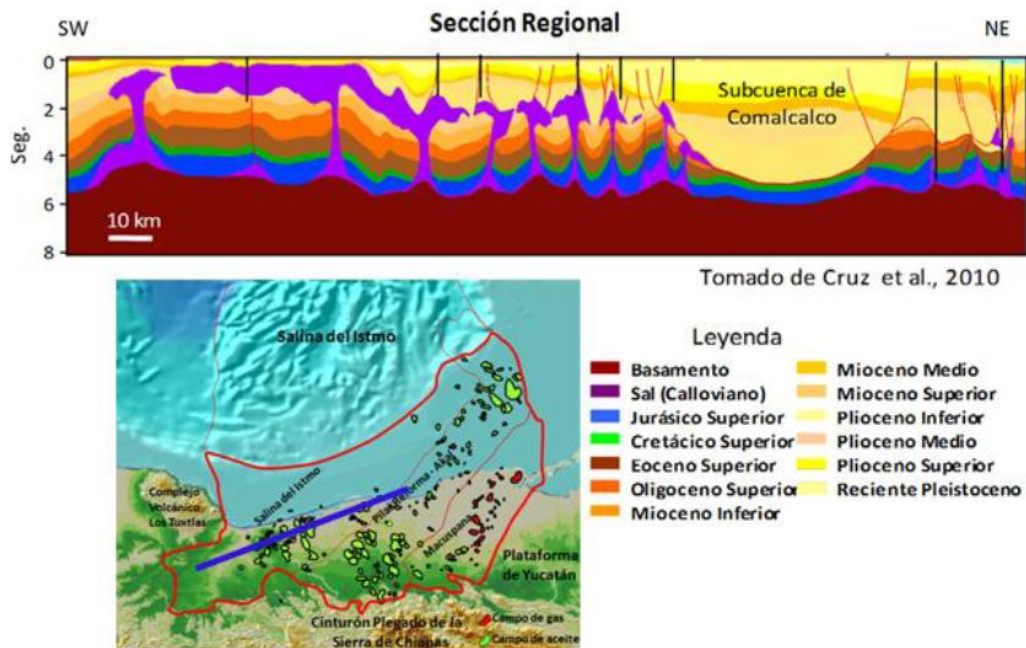 Sección Regional
SW
NE
0
2
4
6
8
Seg.
10 km
Subcuenca de
Comalcalco
Tomado de Cruz et al., 2010
Salina del Istmo
Salina del Istmo
Pilar Reforma - Akal
Macuspana
Complejo
Volcánico
Los Tuxtlas
Plataforma
de Yucatán
Cinturón Plegado de la
Sierra de Chiapas
Campo de gas
Campo de aceite
Leyenda
Basamento
Sal (Calloviano)
Jurásico Superior
Cretácico Superior
Eoceno Superior
Oligoceno Superior
Mioceno Inferior
Mioceno Medio
Mioceno Superior
Plioceno Inferior
Plioceno Medio
Plioceno Superior
Reciente Pleistoceno